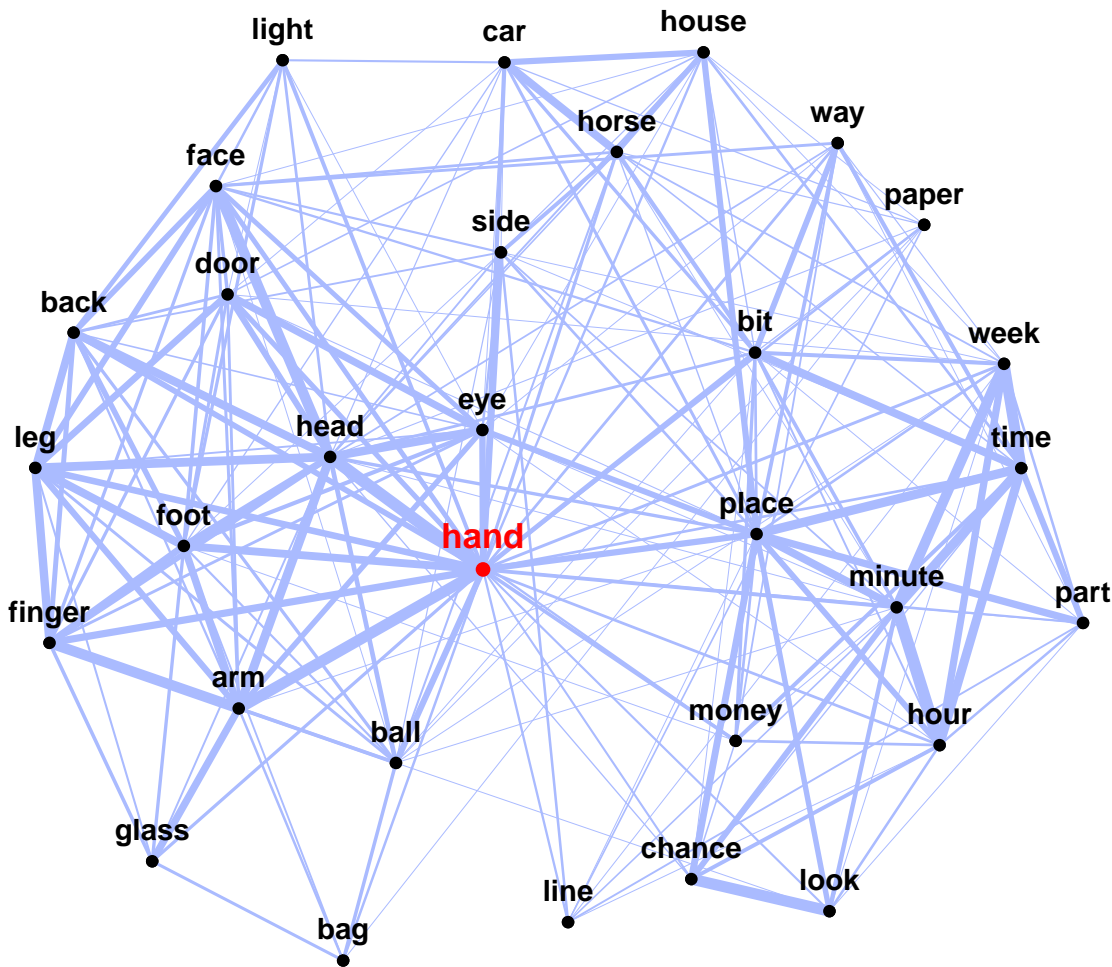 light
car
house
horse
way
face
side
paper
door
back
bit
week
eye
head
leg
time
foot
place
hand
minute
finger
part
arm
ball
money
hour
glass
chance
line
look
bag